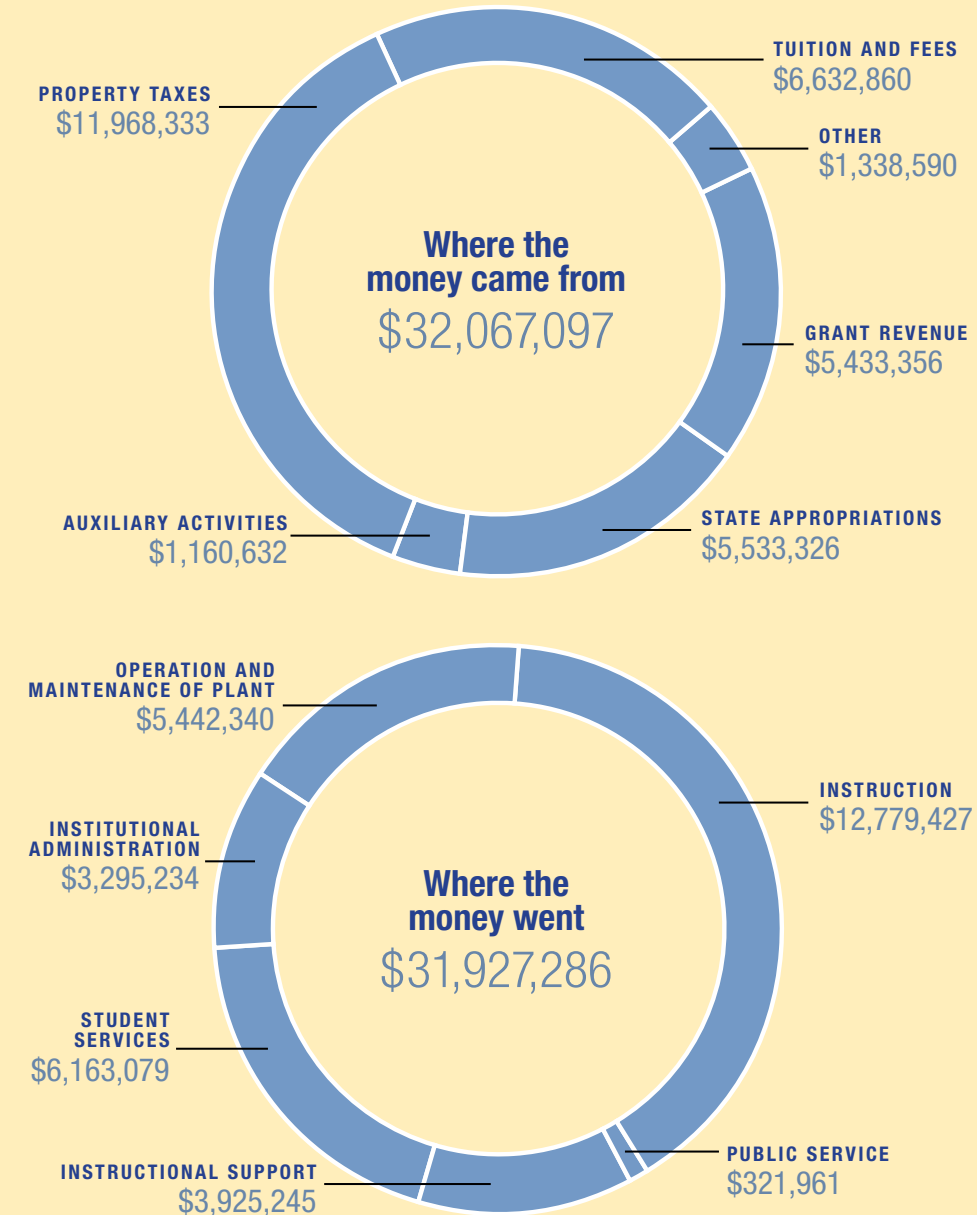 TUITION AND FEES
$6,632,860
PROPERTY TAXES
$11,968,333
OTHER
$1,338,590
Where the
money came from
$32,067,097
GRANT REVENUE
$5,433,356
AUXILIARY ACTIVITIES
$1,160,632
STATE APPROPRIATIONS
$5,533,326
OPERATION AND
MAINTENANCE OF PLANT
$5,442,340
INSTRUCTION
$12,779,427
INSTITUTIONAL
ADMINISTRATION
$3,295,234
Where the
money went
$31,927,286
STUDENT
SERVICES
$6,163,079
PUBLIC SERVICE
$321,961
INSTRUCTIONAL SUPPORT
$3,925,245